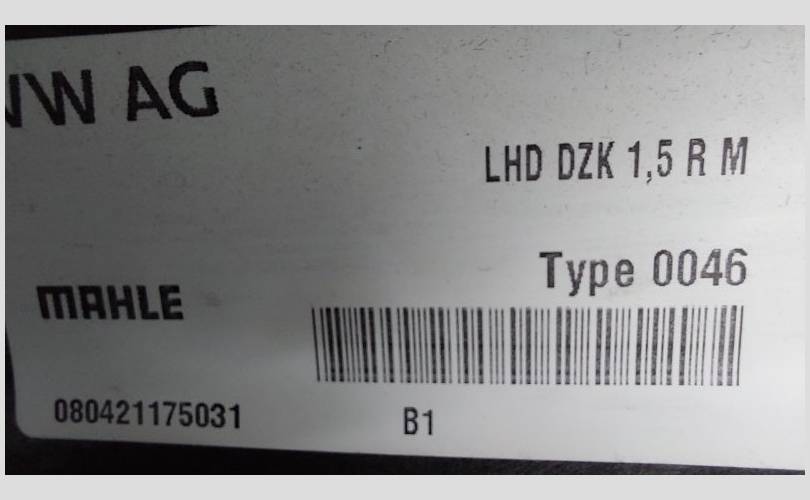 VW AG
LHD DZK 1,5 R M
Type 0046
MAHLE
080421175031
B1